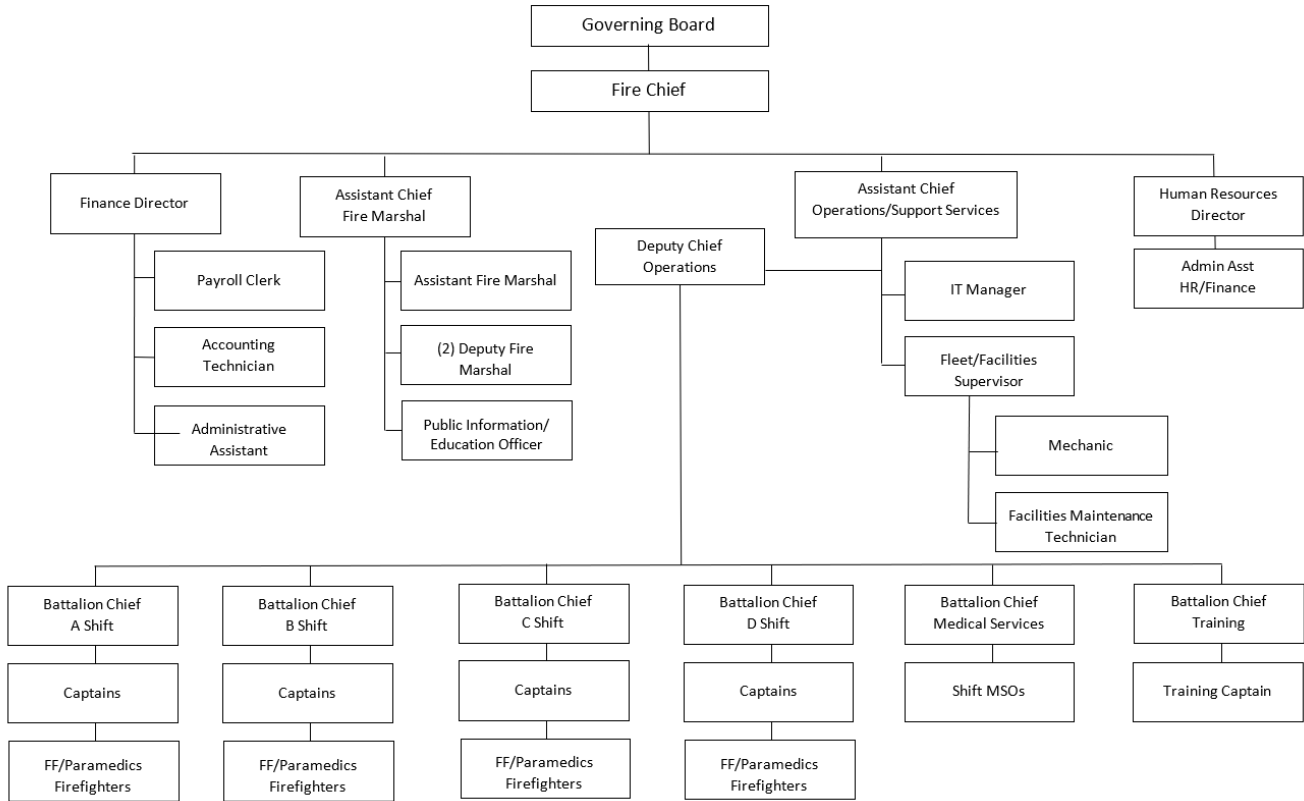 Governing Board
Fire Chief
Finance Director
Assistant Chief
Fire Marshal
Assistant Chief
Operations/Support Services
Human Resources
Director
Deputy Chief
Operations
Payroll Clerk
Assistant Fire Marshal
IT Manager
Admin Asst
HR/Finance
Accounting
Technician
(2) Deputy Fire
Marshal
Fleet/Facilities
Supervisor
Administrative
Assistant
Public Information/
Education Officer
Mechanic
Facilities Maintenance
Technician
Battalion Chief
A Shift
Battalion Chief
B Shift
Battalion Chief
C Shift
Battalion Chief
D Shift
Battalion Chief
Medical Services
Battalion Chief
Training
Captains
Captains
Captains
Captains
Shift MSOs
Training Captain
FF/Paramedics
Firefighters
FF/Paramedics
Firefighters
FF/Paramedics
Firefighters
FF/Paramedics
Firefighters